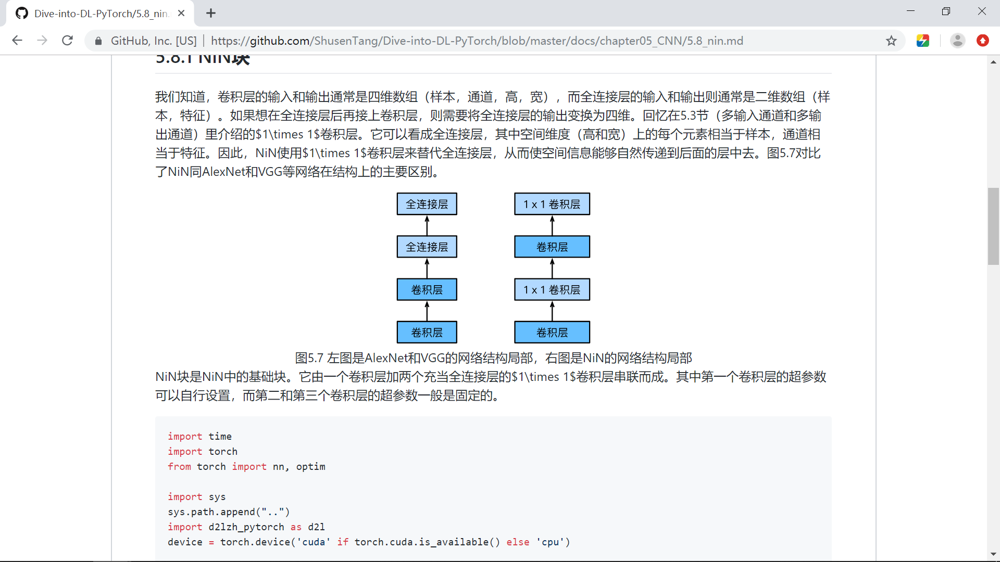 Dive-into-DL-PyTorch/5.8_nin.
GitHub, Inc. [US] | https://github.com/ShusenTang/Dive-into-DL-PyTorch/blob/master/docs/chapter05_CNN/5.8_nin.md
5.8.1 NiN块
我们知道，卷积层的输入和输出通常是四维数组（样本，通道，高，宽），而全连接层的输入和输出则通常是二维数组（样
本，特征）。如果想在全连接层后再接上卷积层，则需要将全连接层的输出变换为四维。回忆在5.3节（多输入通道和多输
出通道）里介绍的$1\times 1$卷积层。它可以看成全连接层，其中空间维度（高和宽）上的每个元素相当于样本，通道相
当于特征。因此，NiN使用$1\times 1$卷积层来替代全连接层，从而使空间信息能够自然传递到后面的层中去。图5.7对比
了NiN同AlexNet和VGG等网络在结构上的主要区别。
全连接层
1 x 1 卷积层
全连接层
卷积层
卷积层
1 x 1 卷积层
卷积层
卷积层
图5.7 左图是AlexNet和VGG的网络结构局部，右图是NiN的网络结构局部
NiN块是NiN中的基础块。它由一个卷积层加两个充当全连接层的$1\times 1$卷积层串联而成。其中第一个卷积层的超参数
可以自行设置，而第二和第三个卷积层的超参数一般是固定的。
import time
import torch
from torch import nn, optim
import sys
sys.path.append("..")
import d2lzh_pytorch as d2l
device = torch.device('cuda' if torch.cuda.is_available() else 'cpu')